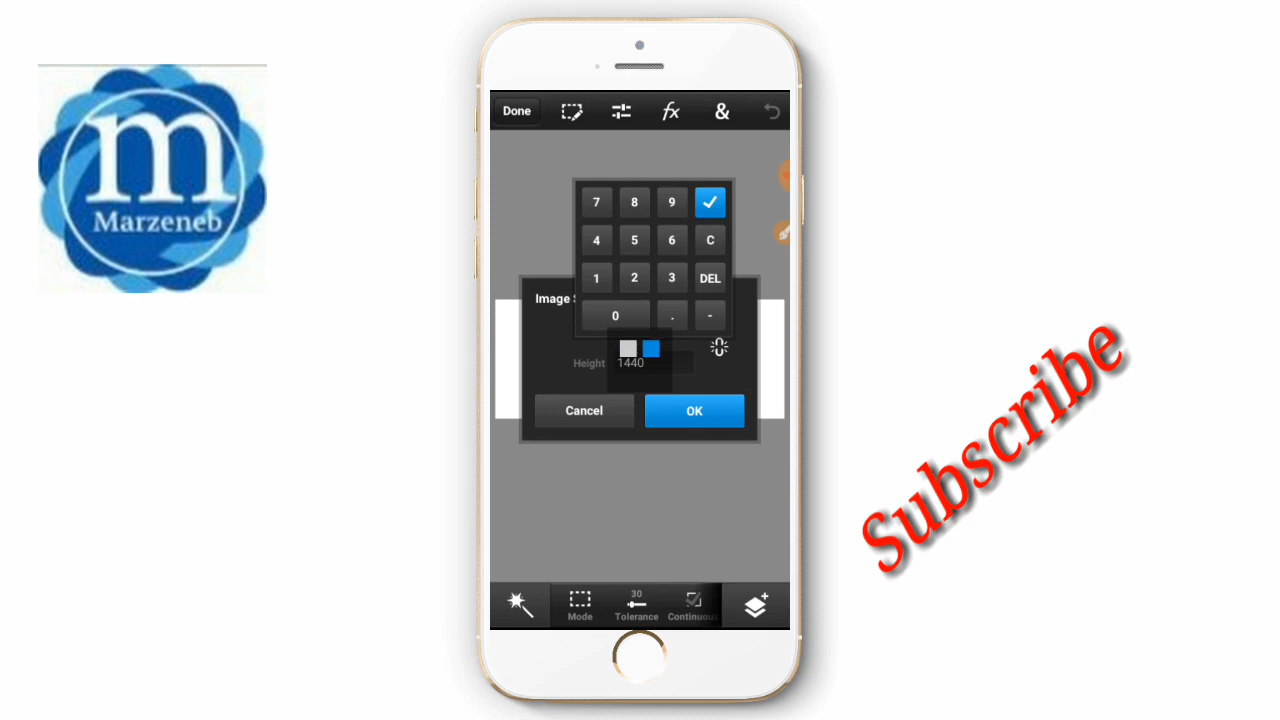 m
Marzeneb
Done
fx
&
7 8 9
4 5 6 C
1 2 3 DEL
0 . -
Image
Height 1440
Cancel OK
30
Mode Tolerance Continuous
Subscribe